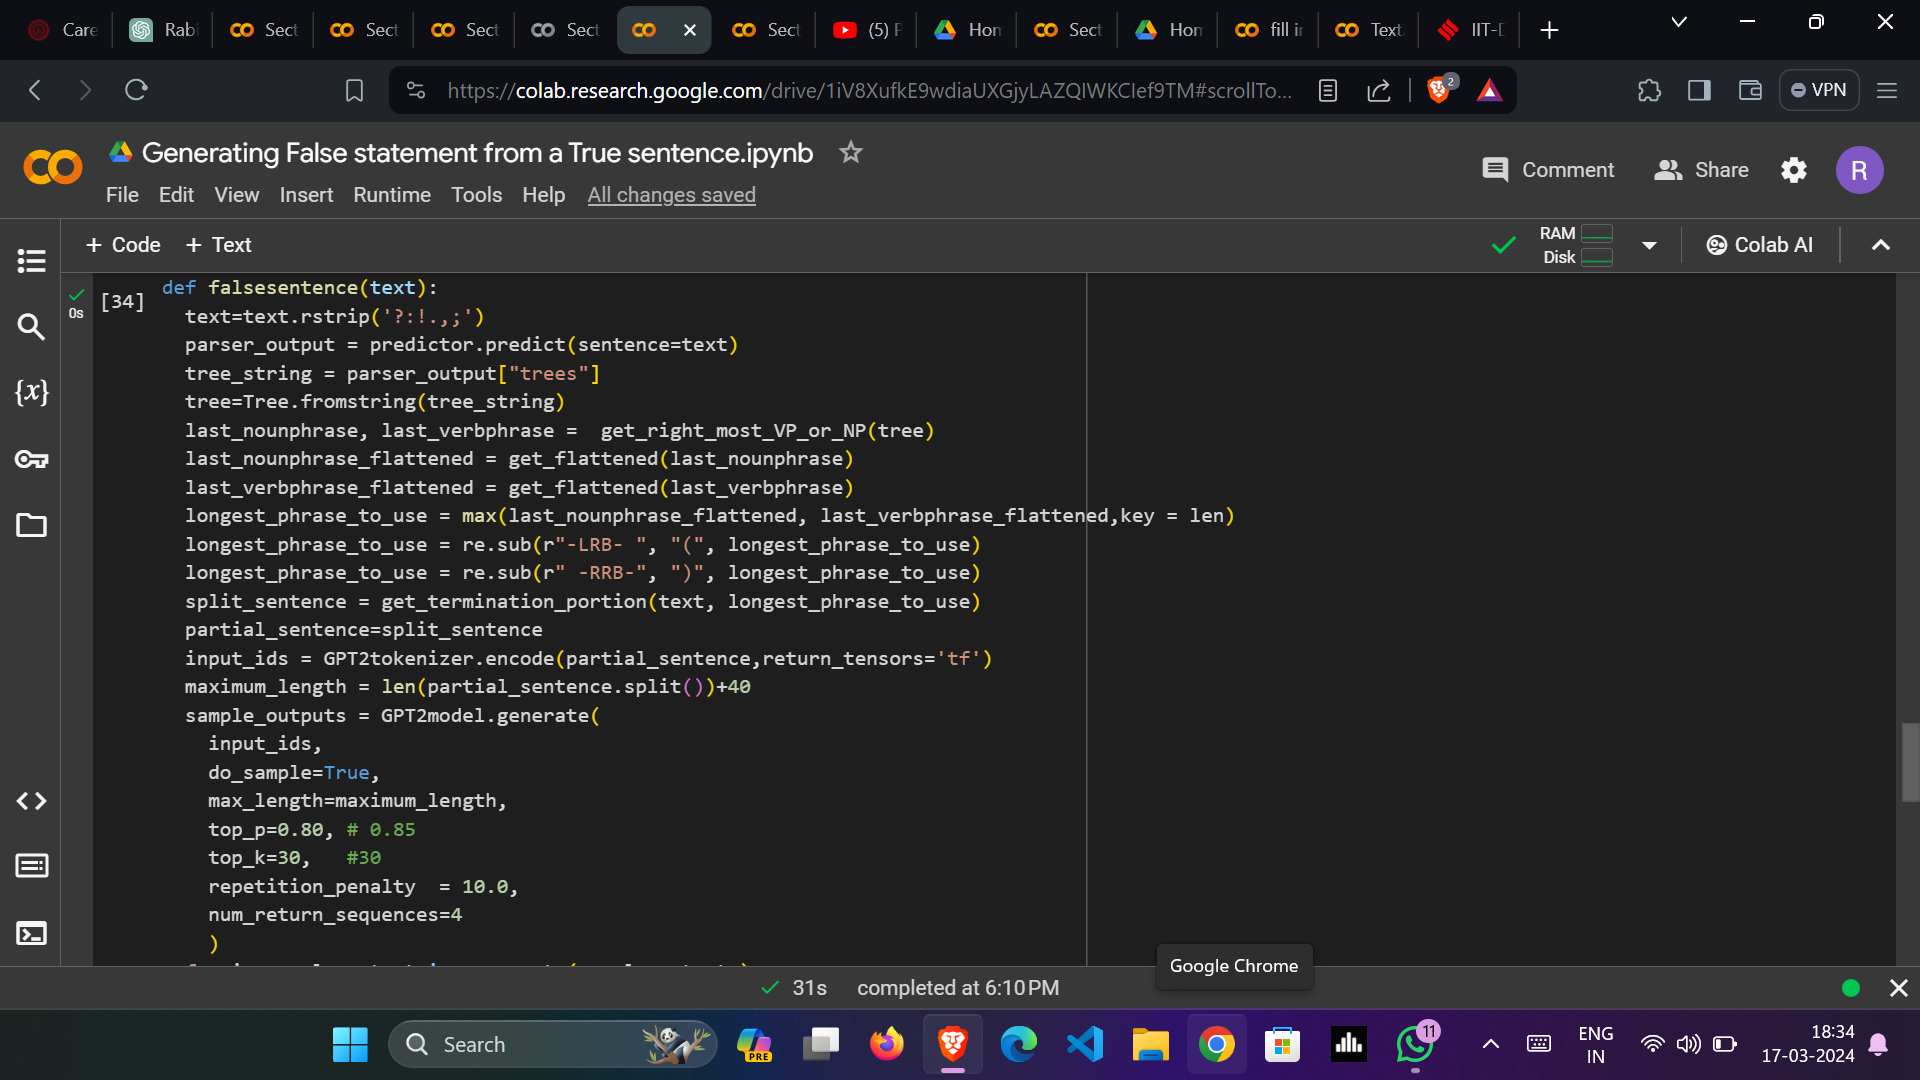 Care
Rabi
Sect
Sect
Sect
Sect
Sect
(5) P
Hom
Sect
Hom
fill in
Text
IIT-D
https://colab.research.google.com/drive/1iV8XufkE9wdiaUXGjyLAZQIWKCIef9TM#scrollTo...
2
VPN
Generating False statement from a True sentence.ipynb
Comment
Share
R
File Edit View Insert Runtime Tools Help All changes saved
+ Code + Text
RAM
Disk
Colab AI
[34]
0s
def falsesentence(text):
text=text.rstrip('?:!.,;')
parser_output = predictor.predict(sentence=text)
tree_string = parser_output["trees"]
tree=Tree.fromstring(tree_string)
last_nounphrase, last_verbphrase =  get_right_most_VP_or_NP(tree)
last_nounphrase_flattened = get_flattened(last_nounphrase)
last_verbphrase_flattened = get_flattened(last_verbphrase)
longest_phrase_to_use = max(last_nounphrase_flattened, last_verbphrase_flattened,key = len)
longest_phrase_to_use = re.sub(r"-LRB- ", "(", longest_phrase_to_use)
longest_phrase_to_use = re.sub(r" -RRB-", ")", longest_phrase_to_use)
split_sentence = get_termination_portion(text, longest_phrase_to_use)
partial_sentence=split_sentence
input_ids = GPT2tokenizer.encode(partial_sentence,return_tensors='tf')
maximum_length = len(partial_sentence.split())+40
sample_outputs = GPT2model.generate(
input_ids,
do_sample=True,
max_length=maximum_length,
top_p=0.80, # 0.85
top_k=30,   #30
repetition_penalty  = 10.0,
num_return_sequences=4
)
Google Chrome
31s completed at 6:10 PM
Search
PRE
11
ENG
IN
18:34
17-03-2024